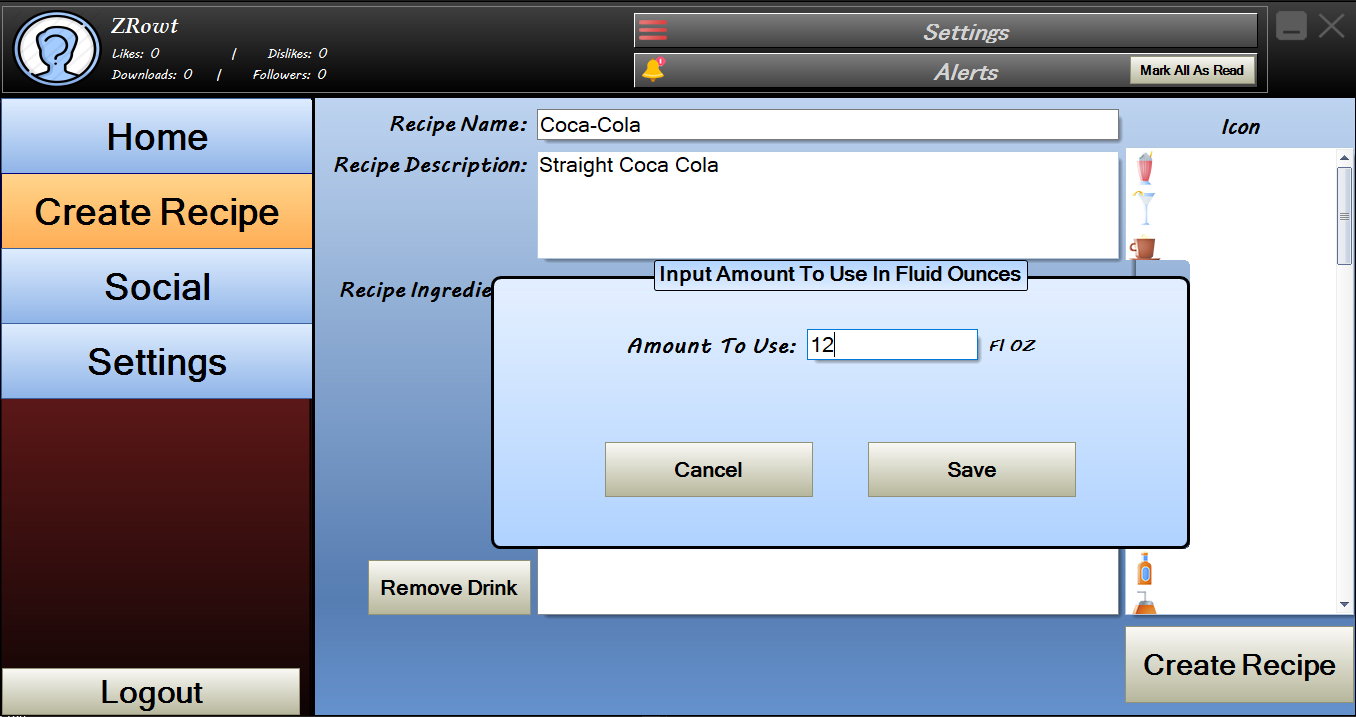 ZRowt
Likes: 0 | Dislikes: 0
Downloads: 0 | Followers: 0
Settings
Alerts
Mark All As Read
Home
Create Recipe
Social
Settings
Logout
Recipe Name: Coca-Cola
Icon
Recipe Description: Straight Coca Cola
Recipe Ingredie
Input Amount To Use In Fluid Ounces
Amount To Use: 12 Fl OZ
Cancel
Save
Remove Drink
Create Recipe